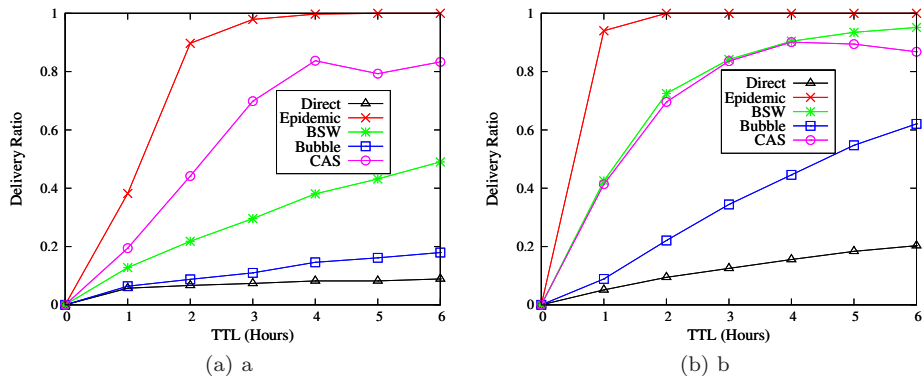 1
0.8
0.6
0.4
0.2
0
Delivery Ratio
Direct
Epidemic
BSW
Bubble
CAS
0 1 2 3 4 5 6
TTL (Hours)
(a) a
1
0.8
0.6
0.4
0.2
0
Delivery Ratio
Direct
Epidemic
BSW
Bubble
CAS
0 1 2 3 4 5 6
TTL (Hours)
(b) b